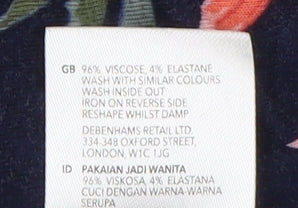 GB 96% VISCOSE, 4% ELASTANE
WASH WITH SIMILAR COLOURS
WASH INSIDE OUT
IRON ON REVERSE SIDE
RESHAPE WHILST DAMP
DEBENHAMS RETAIL LTD.
334-348 OXFORD STREET,
LONDON, W1C 1JG
ID PAKAIAN JADI WANITA
96% VISKOSA, 4% ELASTANA
CUCI DENGAN WARNA-WARNA
SERUPA